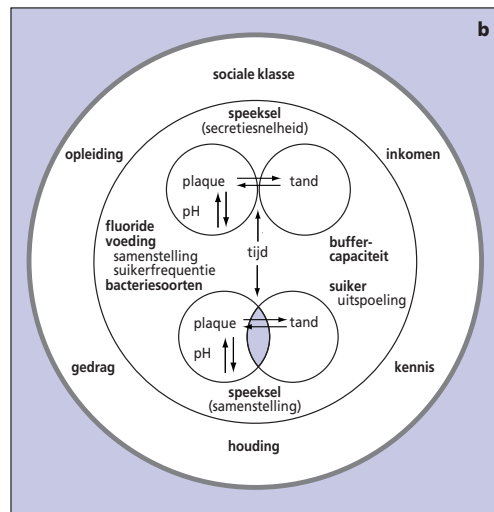 b
sociale klasse
speeksel
(secretiesnelheid)
opleiding
inkomen
plaque
tand
pH
fluoride
voeding
samenstelling
suikerfrequentie
bacteriesoorten
tijd
buffer-
capaciteit
suiker
uitspoeling
plaque
tand
pH
gedrag
kennis
speeksel
(samenstelling)
houding